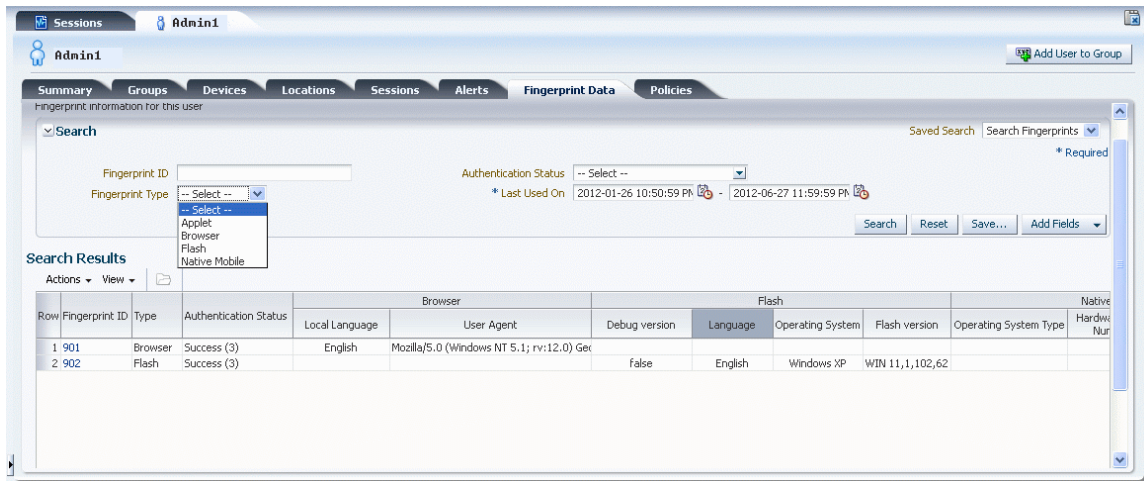 Sessions Admin1
Admin1 Add User to Group
Summary Groups Devices Locations Sessions Alerts Fingerprint Data Policies
Fingerprint information for this user
Search Saved Search Search Fingerprints
* Required
Fingerprint ID Authentication Status -- Select --
Fingerprint Type -- Select -- * Last Used On 2012-01-26 10:50:59 PM - 2012-06-27 11:59:59 PM
-- Select --
Applet
Browser
Flash
Native Mobile
Search Reset Save... Add Fields
Search Results
Actions View
Row Fingerprint ID Type Authentication Status Browser Flash Native
Local Language User Agent Debug version Language Operating System Flash version Operating System Type Hardwa
Nur
1 901 Browser Success (3) English Mozilla/5.0 (Windows NT 5.1; rv:12.0) Gec
2 902 Flash Success (3) false English Windows XP WIN 11,1,102,62